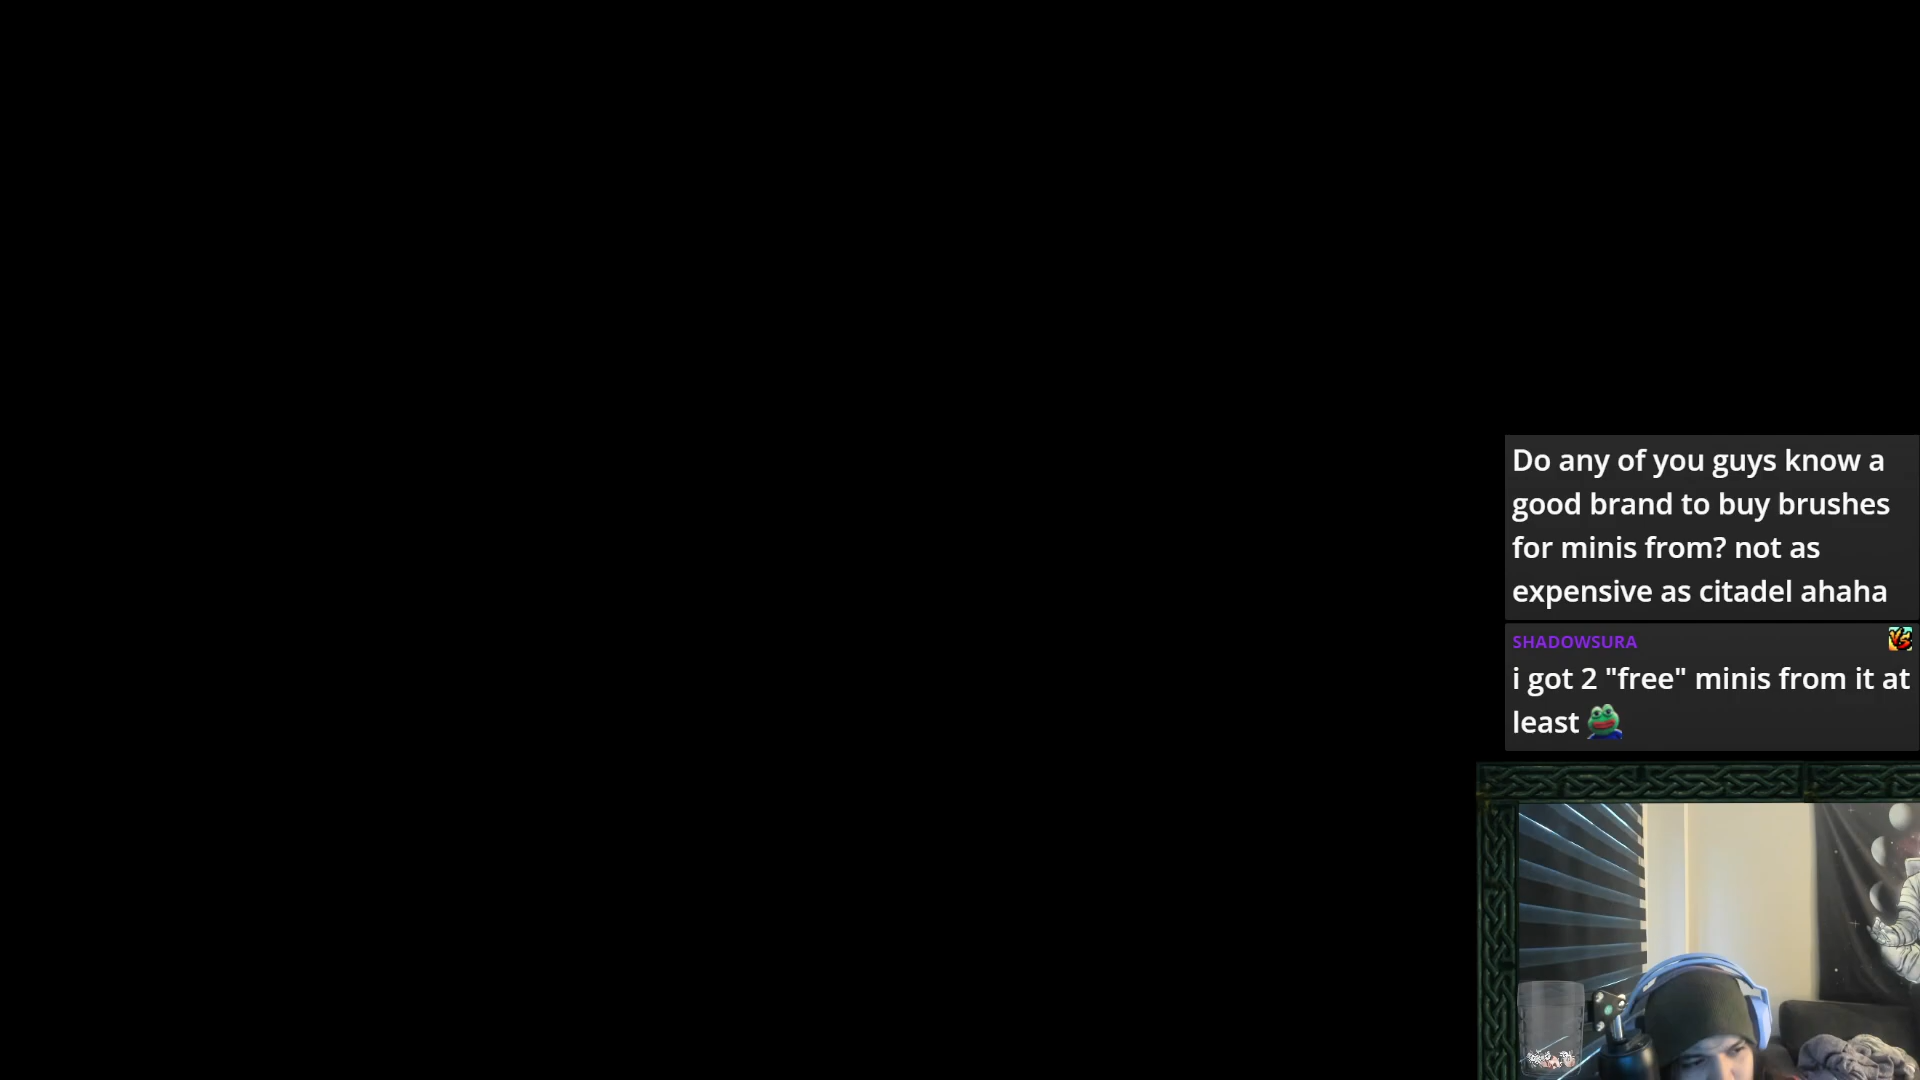 Do any of you guys know a
good brand to buy brushes
for minis from? not as
expensive as citadel ahaha
SHADOWSURA
i got 2 "free" minis from it at
least